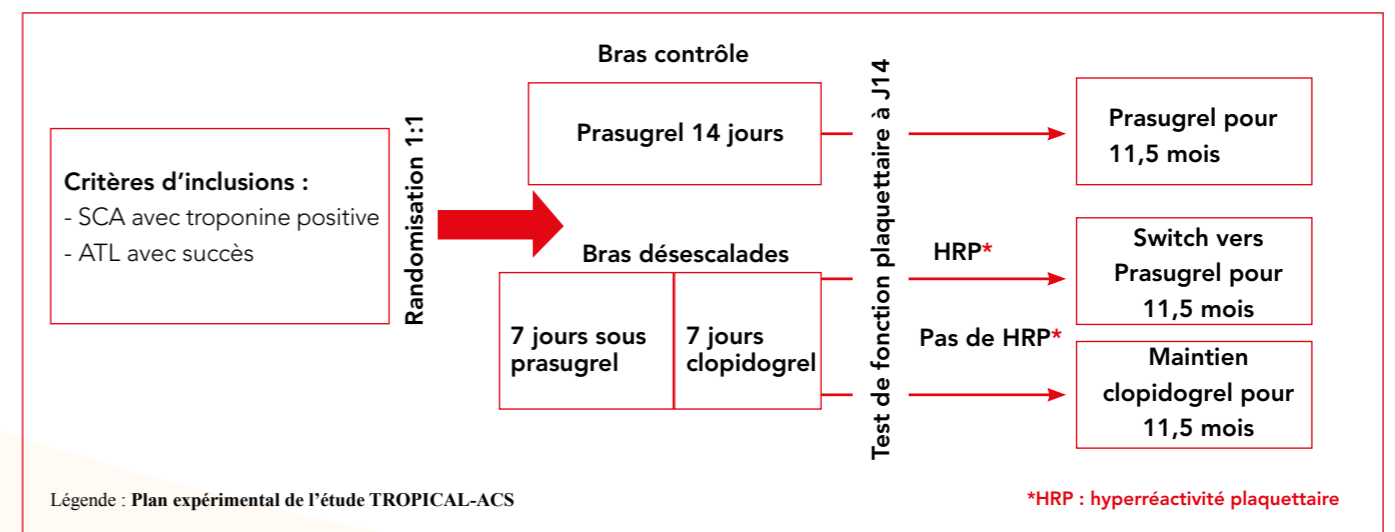 Critères d'inclusions :
- SCA avec troponine positive
- ATL avec succès
Randomisation 1:1
Bras contrôle
Prasugrel 14 jours
Bras désescalades
7 jours sous
prasugrel
7 jours
clopidogrel
Test de fonction plaquettaire à J14
HRP*
Pas de HRP*
Prasugrel pour
11,5 mois
Switch vers
Prasugrel pour
11,5 mois
Maintien
clopidogrel pour
11,5 mois
Légende : Plan expérimental de l'étude TROPICAL-ACS
*HRP : hyperréactivité plaquettaire